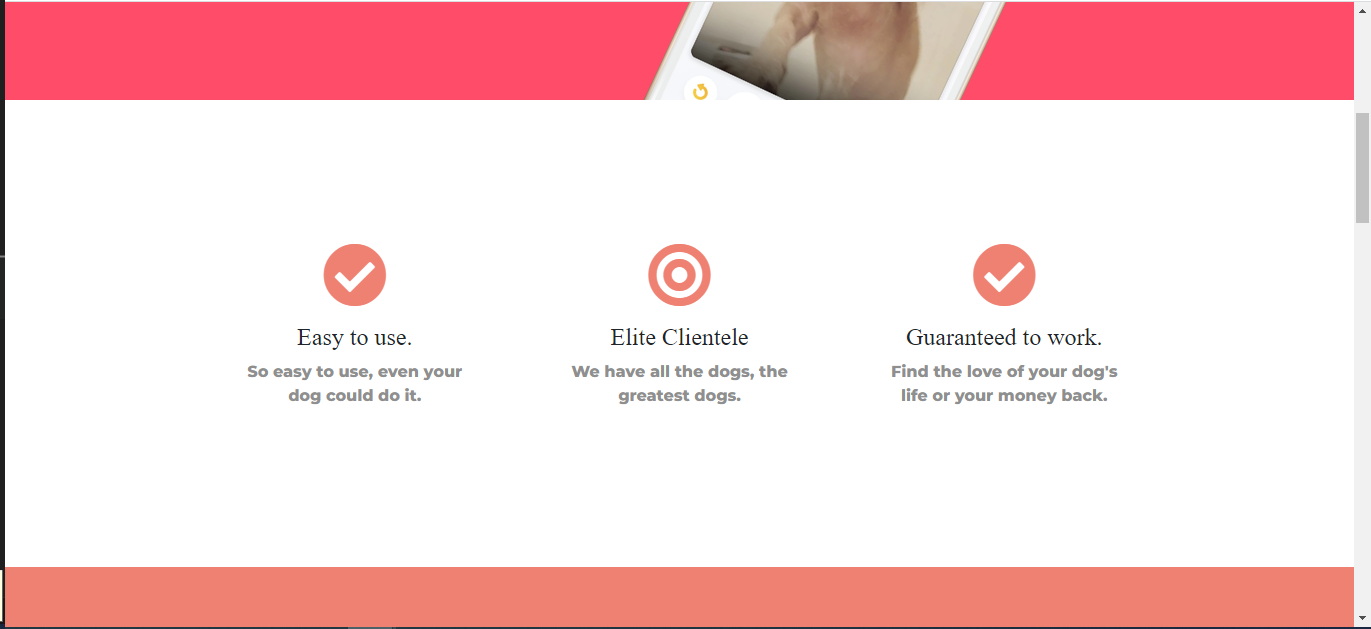 Easy to use.
So easy to use, even your
dog could do it.
Elite Clientele
We have all the dogs, the
greatest dogs.
Guaranteed to work.
Find the love of your dog's
life or your money back.